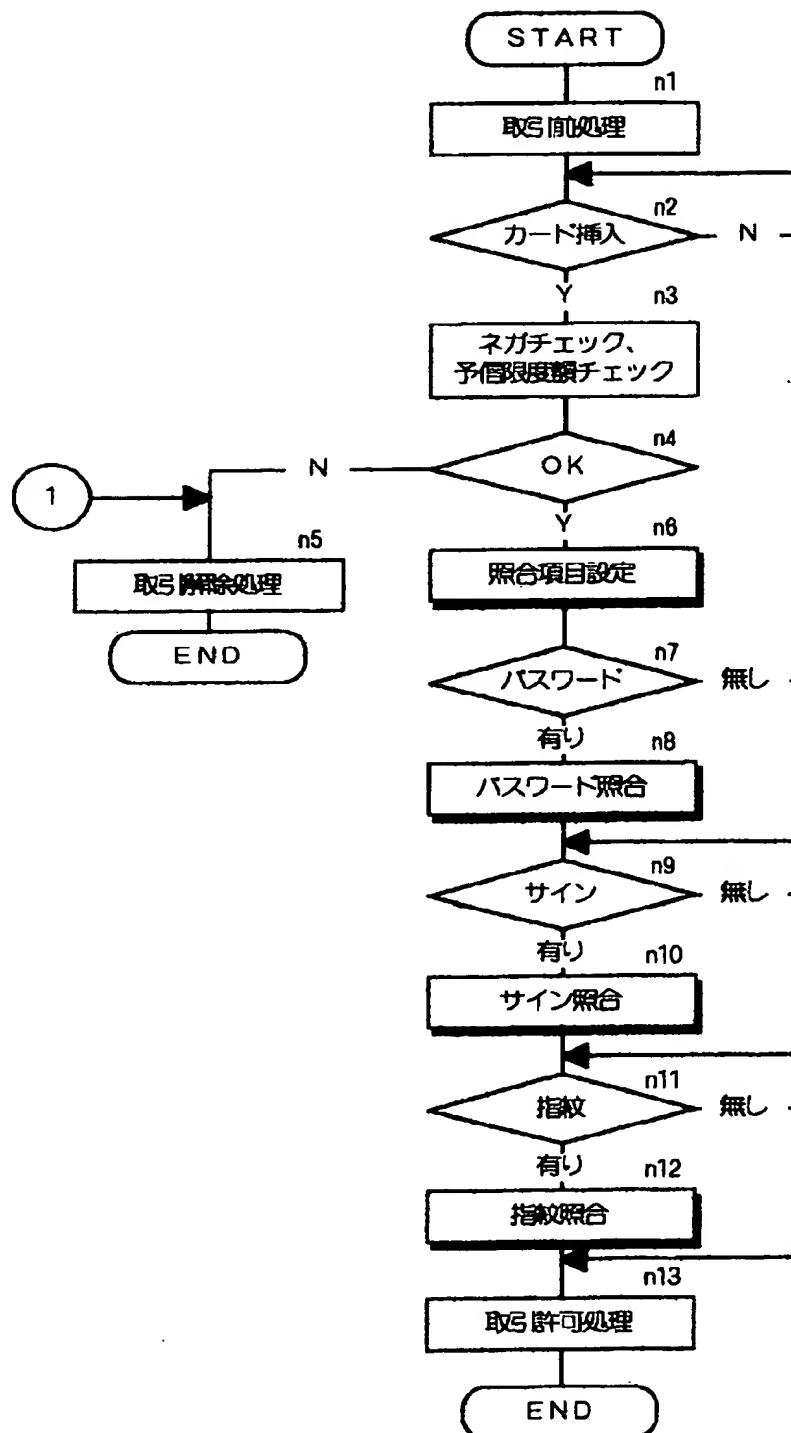 START
n1
取引前処理
n2
カード挿入
N
Y
n3
ネガチェック、
予信限度額チェック
n4
OK
N
1
Y
n5
取引解除処理
END
n6
照合項目設定
n7
パスワード
無し
有り
n8
パスワード照合
n9
サイン
無し
有り
n10
サイン照合
n11
指紋
無し
有り
n12
指紋照合
n13
取引許可処理
END